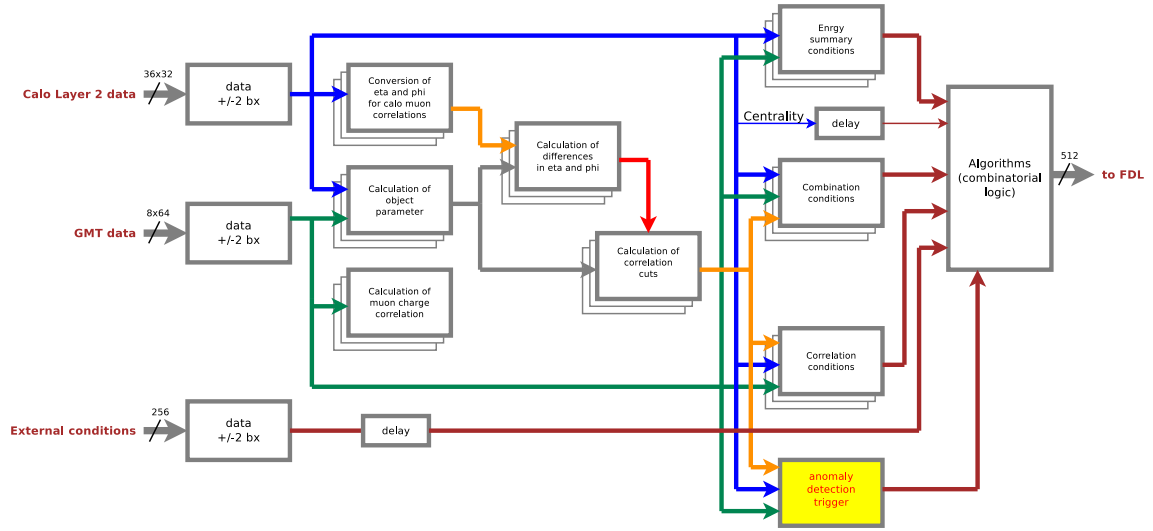 36x32
Calo Layer 2 data
data
+/-2 bx
Conversion of
eta and phi
for calo muon
correlations
Calculation of
differences
in eta and phi
Enrgy
summary
conditions
Centrality
delay
Algorithms
(combinatorial
logic)
512
to FDL
8x64
GMT data
data
+/-2 bx
Calculation of
object
parameter
Combination
conditions
Calculation of
correlation
cuts
Calculation of
muon charge
correlation
Correlation
conditions
256
External conditions
data
+/-2 bx
delay
anomaly
detection
trigger